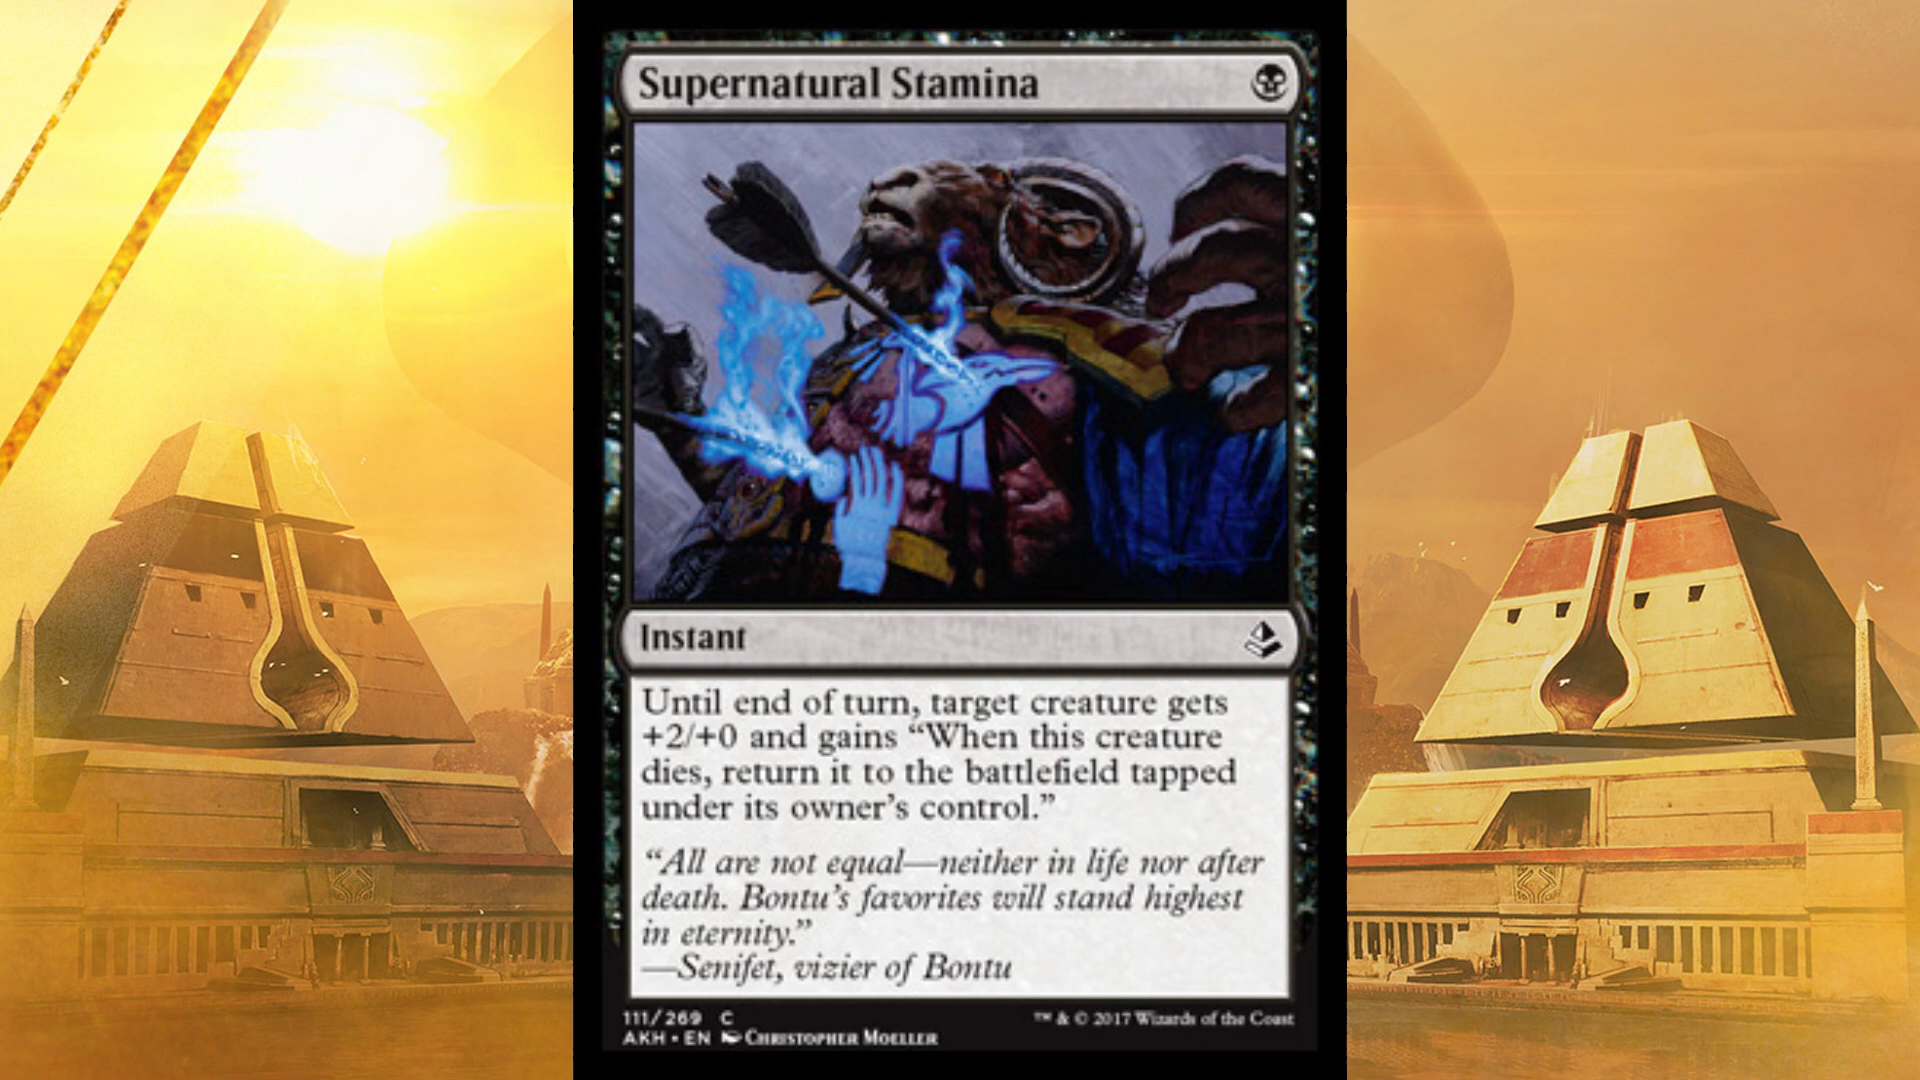 Supernatural Stamina
Instant
Until end of turn, target creature gets
+2/+0 and gains “When this creature
dies, return it to the battlefield tapped
under its owner’s control.”
“All are not equal—neither in life nor after
death. Bontu’s favorites will stand highest
in eternity.”
—Senifet, vizier of Bontu
111/269 C
™ & © 2017 Wizards of the Coast
AKH • EN Christopher Moeller